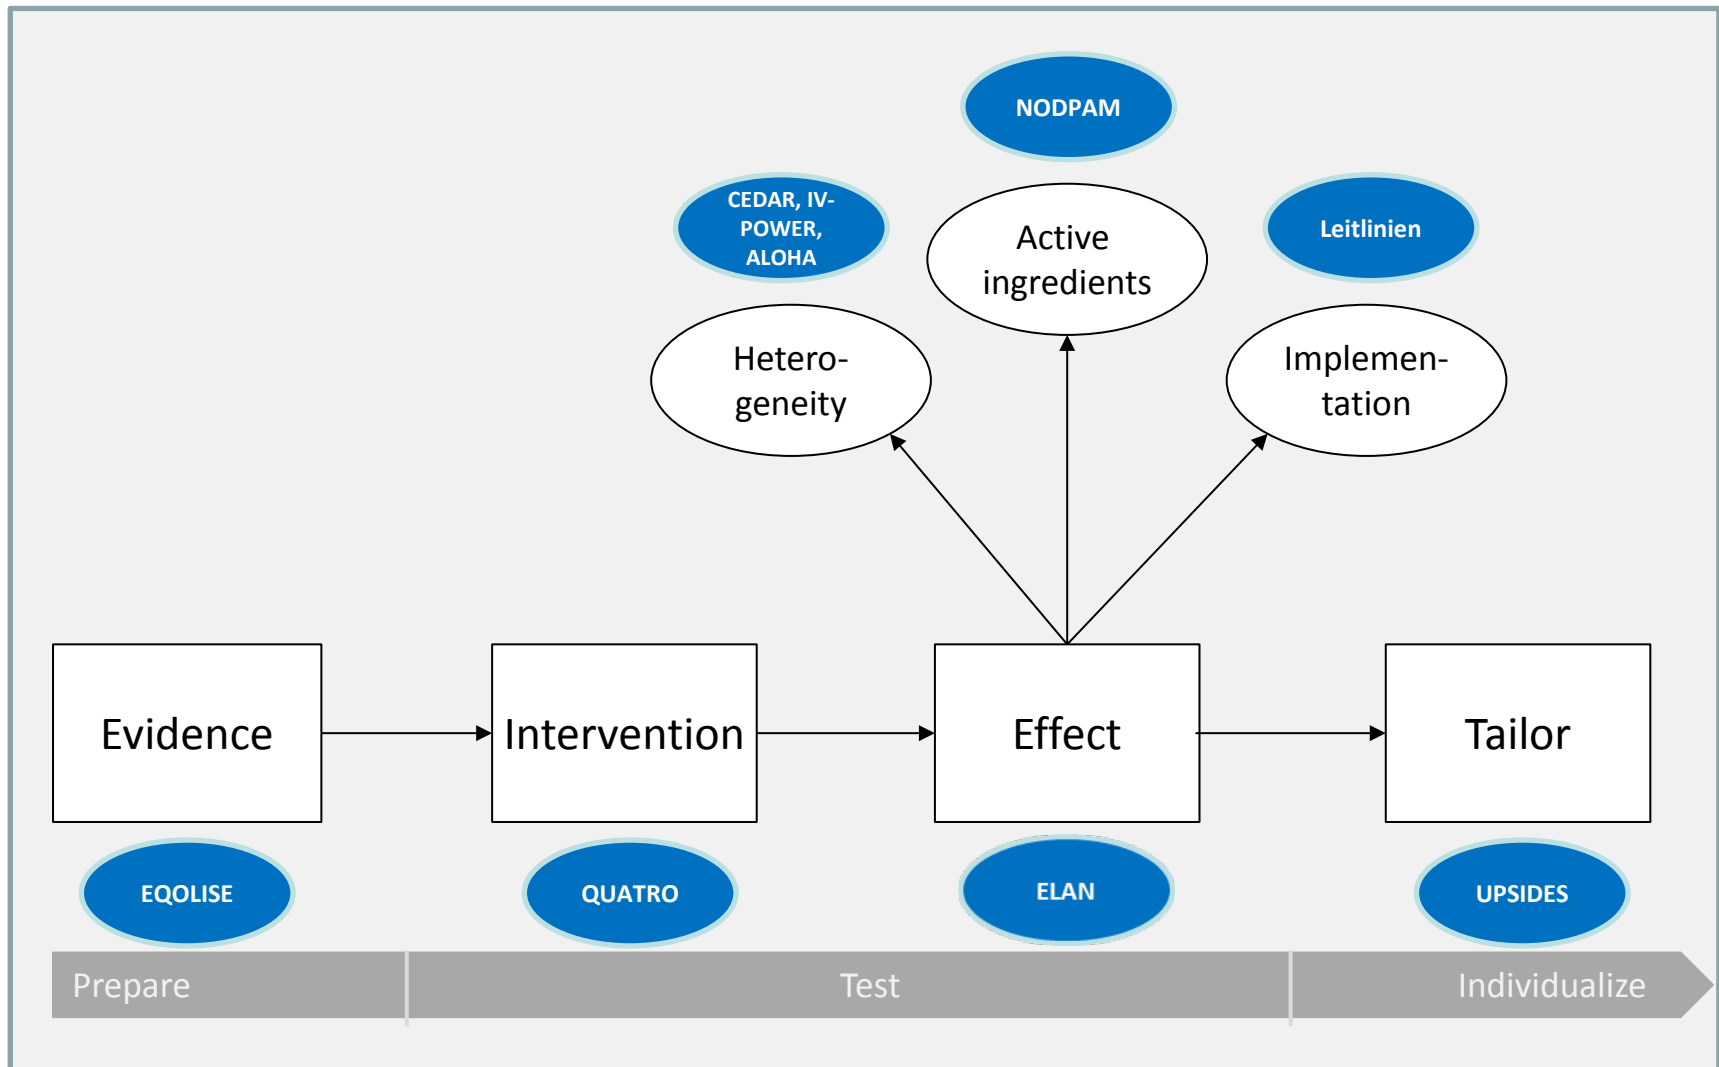 NODPAM
CEDAR, IV-
POWER,
ALOHA
Leitlinien
Active
ingredients
Hetero-
geneity
Implemen-
tation
Evidence
Intervention
Effect
Tailor
EQOLISE
QUATRO
ELAN
UPSIDES
Prepare
Test
Individualize